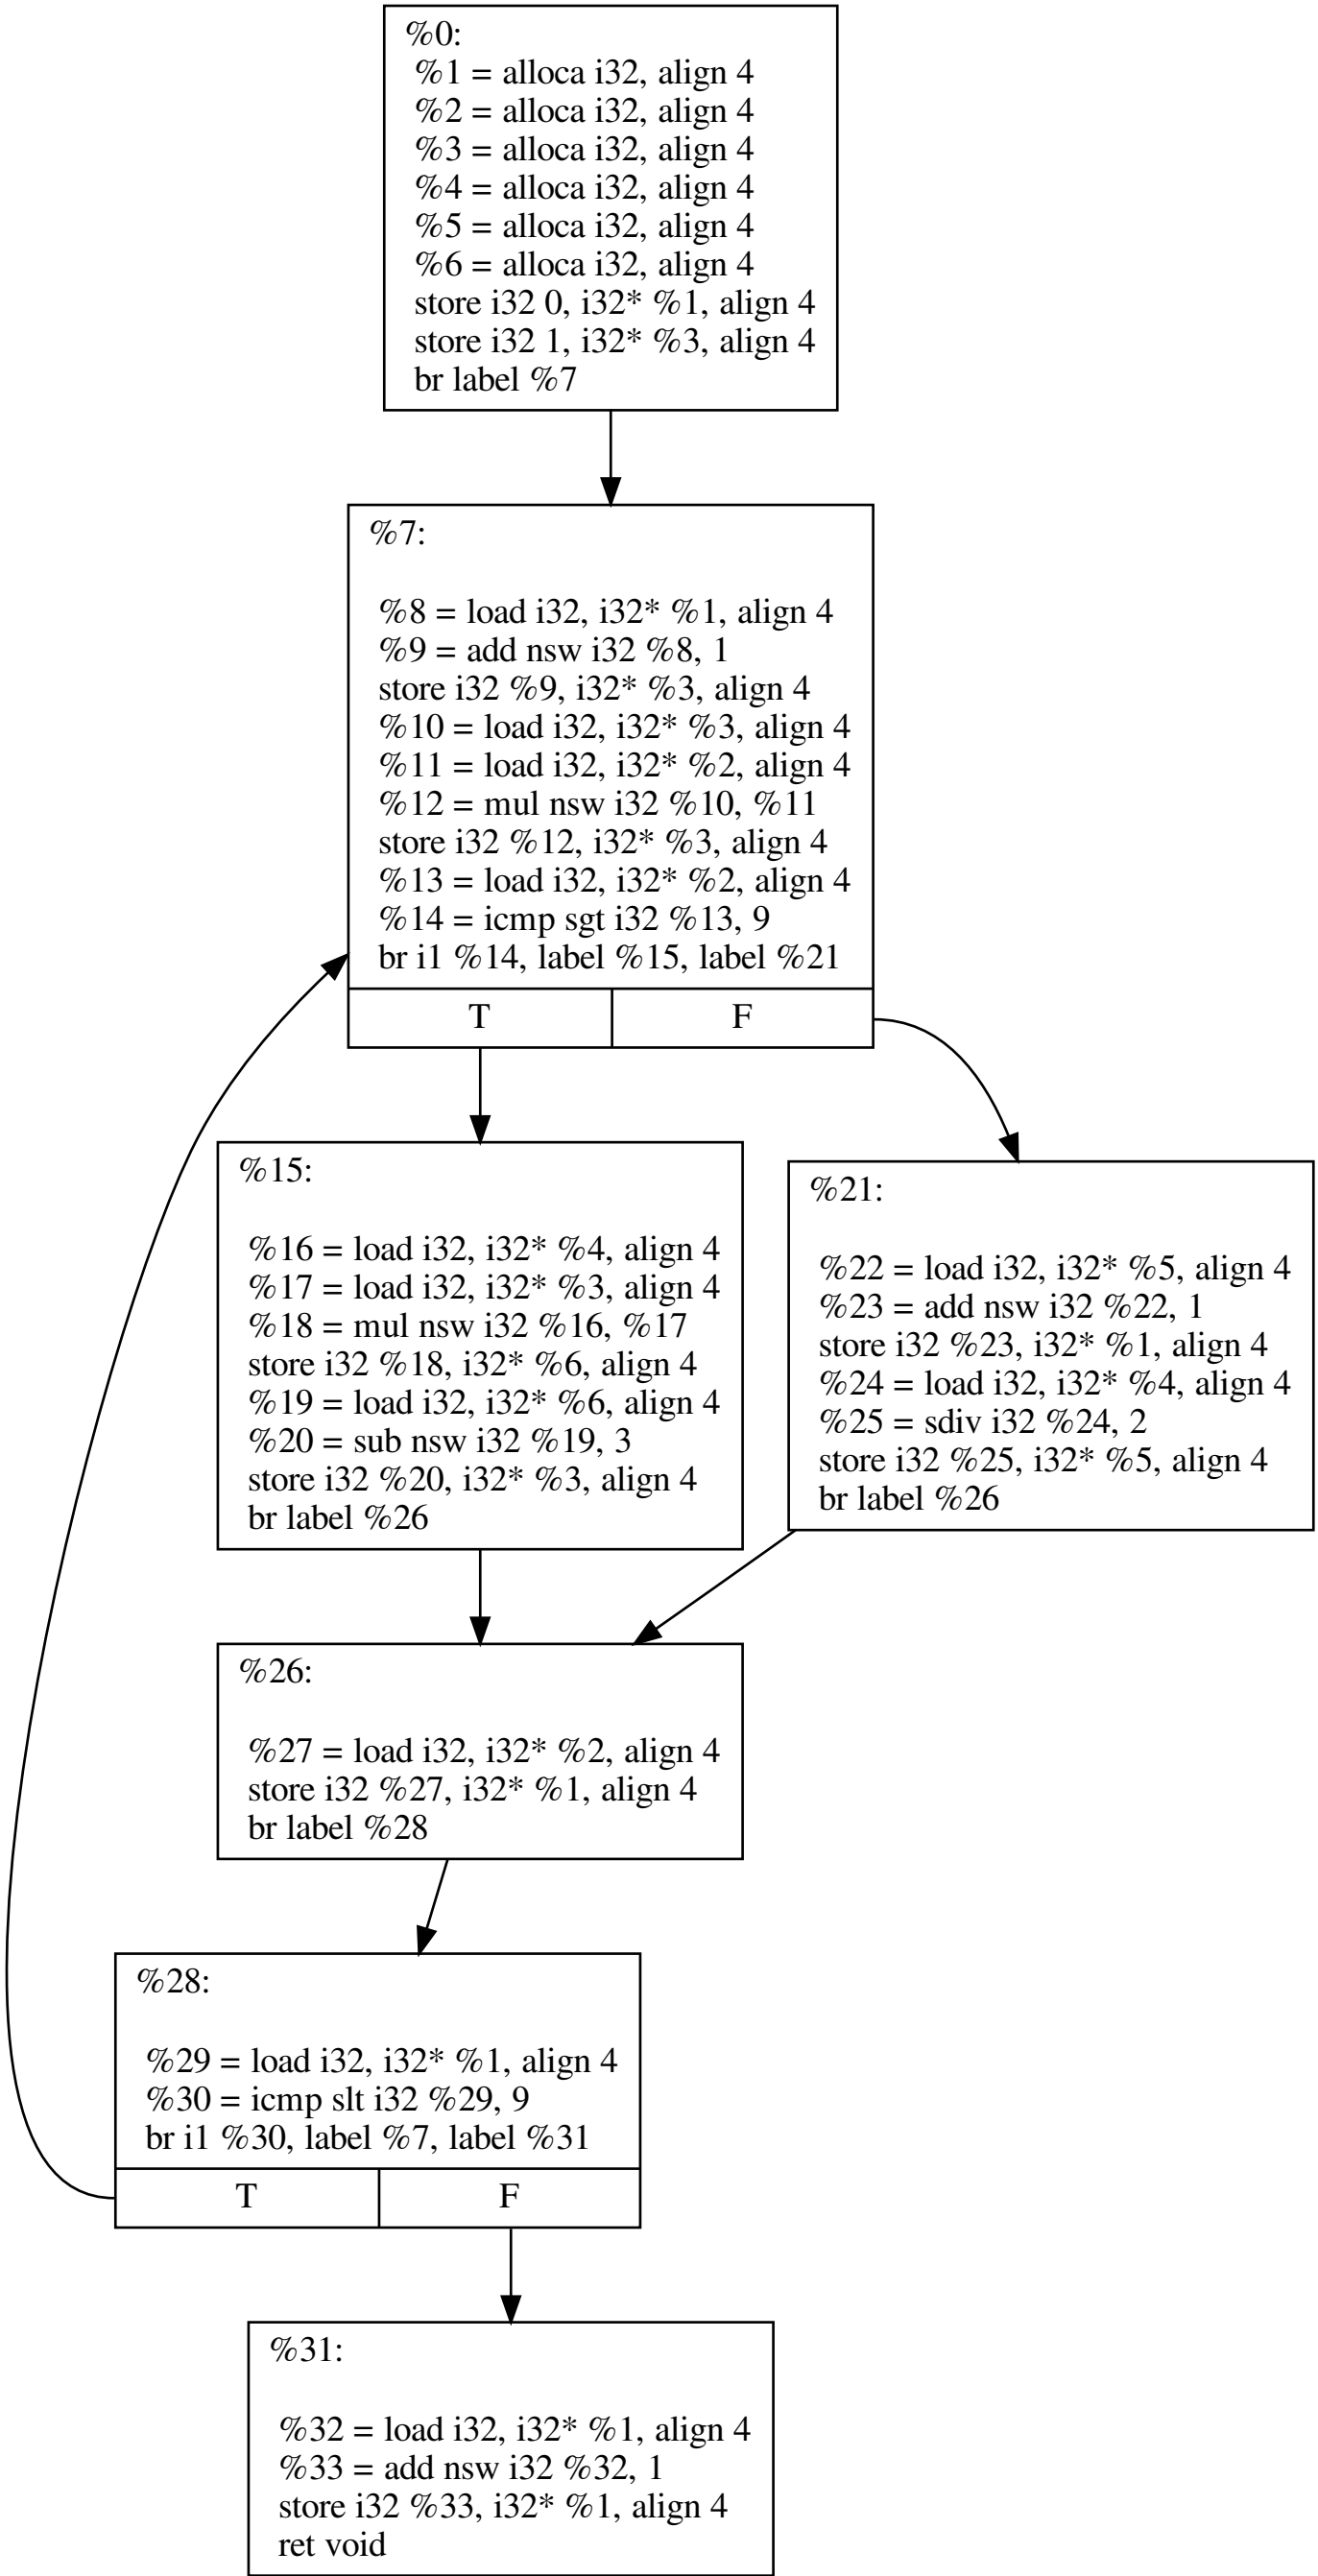 %0:
%1 = alloca i32, align 4
%2 = alloca i32, align 4
%3 = alloca i32, align 4
%4 = alloca i32, align 4
%5 = alloca i32, align 4
%6 = alloca i32, align 4
store i32 0, i32* %1, align 4
store i32 1, i32* %3, align 4
br label %7
%7:
%8 = load i32, i32* %1, align 4
%9 = add nsw i32 %8, 1
store i32 %9, i32* %3, align 4
%10 = load i32, i32* %3, align 4
%11 = load i32, i32* %2, align 4
%12 = mul nsw i32 %10, %11
store i32 %12, i32* %3, align 4
%13 = load i32, i32* %2, align 4
%14 = icmp sgt i32 %13, 9
br i1 %14, label %15, label %21
T F
%15:
%16 = load i32, i32* %4, align 4
%17 = load i32, i32* %3, align 4
%18 = mul nsw i32 %16, %17
store i32 %18, i32* %6, align 4
%19 = load i32, i32* %6, align 4
%20 = sub nsw i32 %19, 3
store i32 %20, i32* %3, align 4
br label %26
%21:
%22 = load i32, i32* %5, align 4
%23 = add nsw i32 %22, 1
store i32 %23, i32* %1, align 4
%24 = load i32, i32* %4, align 4
%25 = sdiv i32 %24, 2
store i32 %25, i32* %5, align 4
br label %26
%26:
%27 = load i32, i32* %2, align 4
store i32 %27, i32* %1, align 4
br label %28
%28:
%29 = load i32, i32* %1, align 4
%30 = icmp slt i32 %29, 9
br i1 %30, label %7, label %31
T F
%31:
%32 = load i32, i32* %1, align 4
%33 = add nsw i32 %32, 1
store i32 %33, i32* %1, align 4
ret void